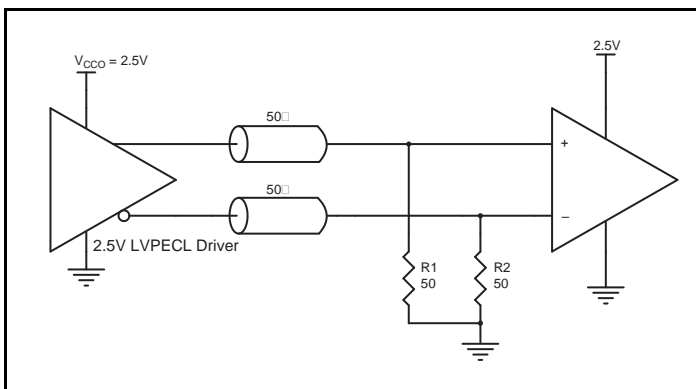 V_CCO = 2.5V
2.5V
50□
50□
+
−
2.5V LVPECL Driver
R1
50
R2
50